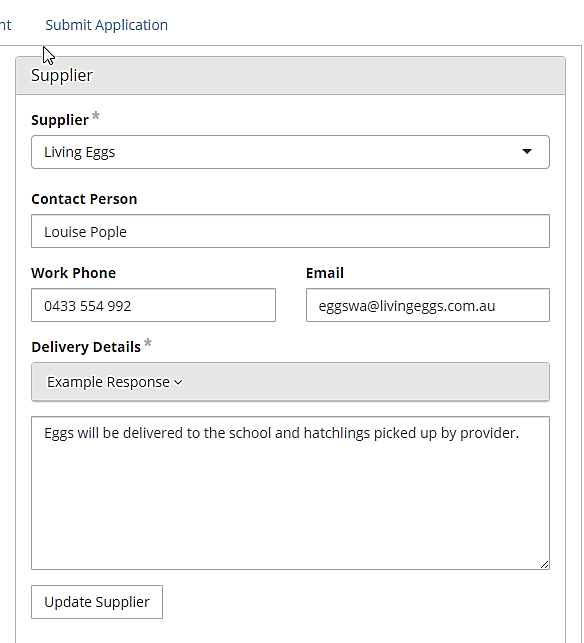 nt Submit Application
Supplier
Supplier *
Living Eggs
Contact Person
Louise Pople
Work Phone Email
0433 554 992 eggswa@livingeggs.com.au
Delivery Details *
Example Response
Eggs will be delivered to the school and hatchlings picked up by provider.
Update Supplier